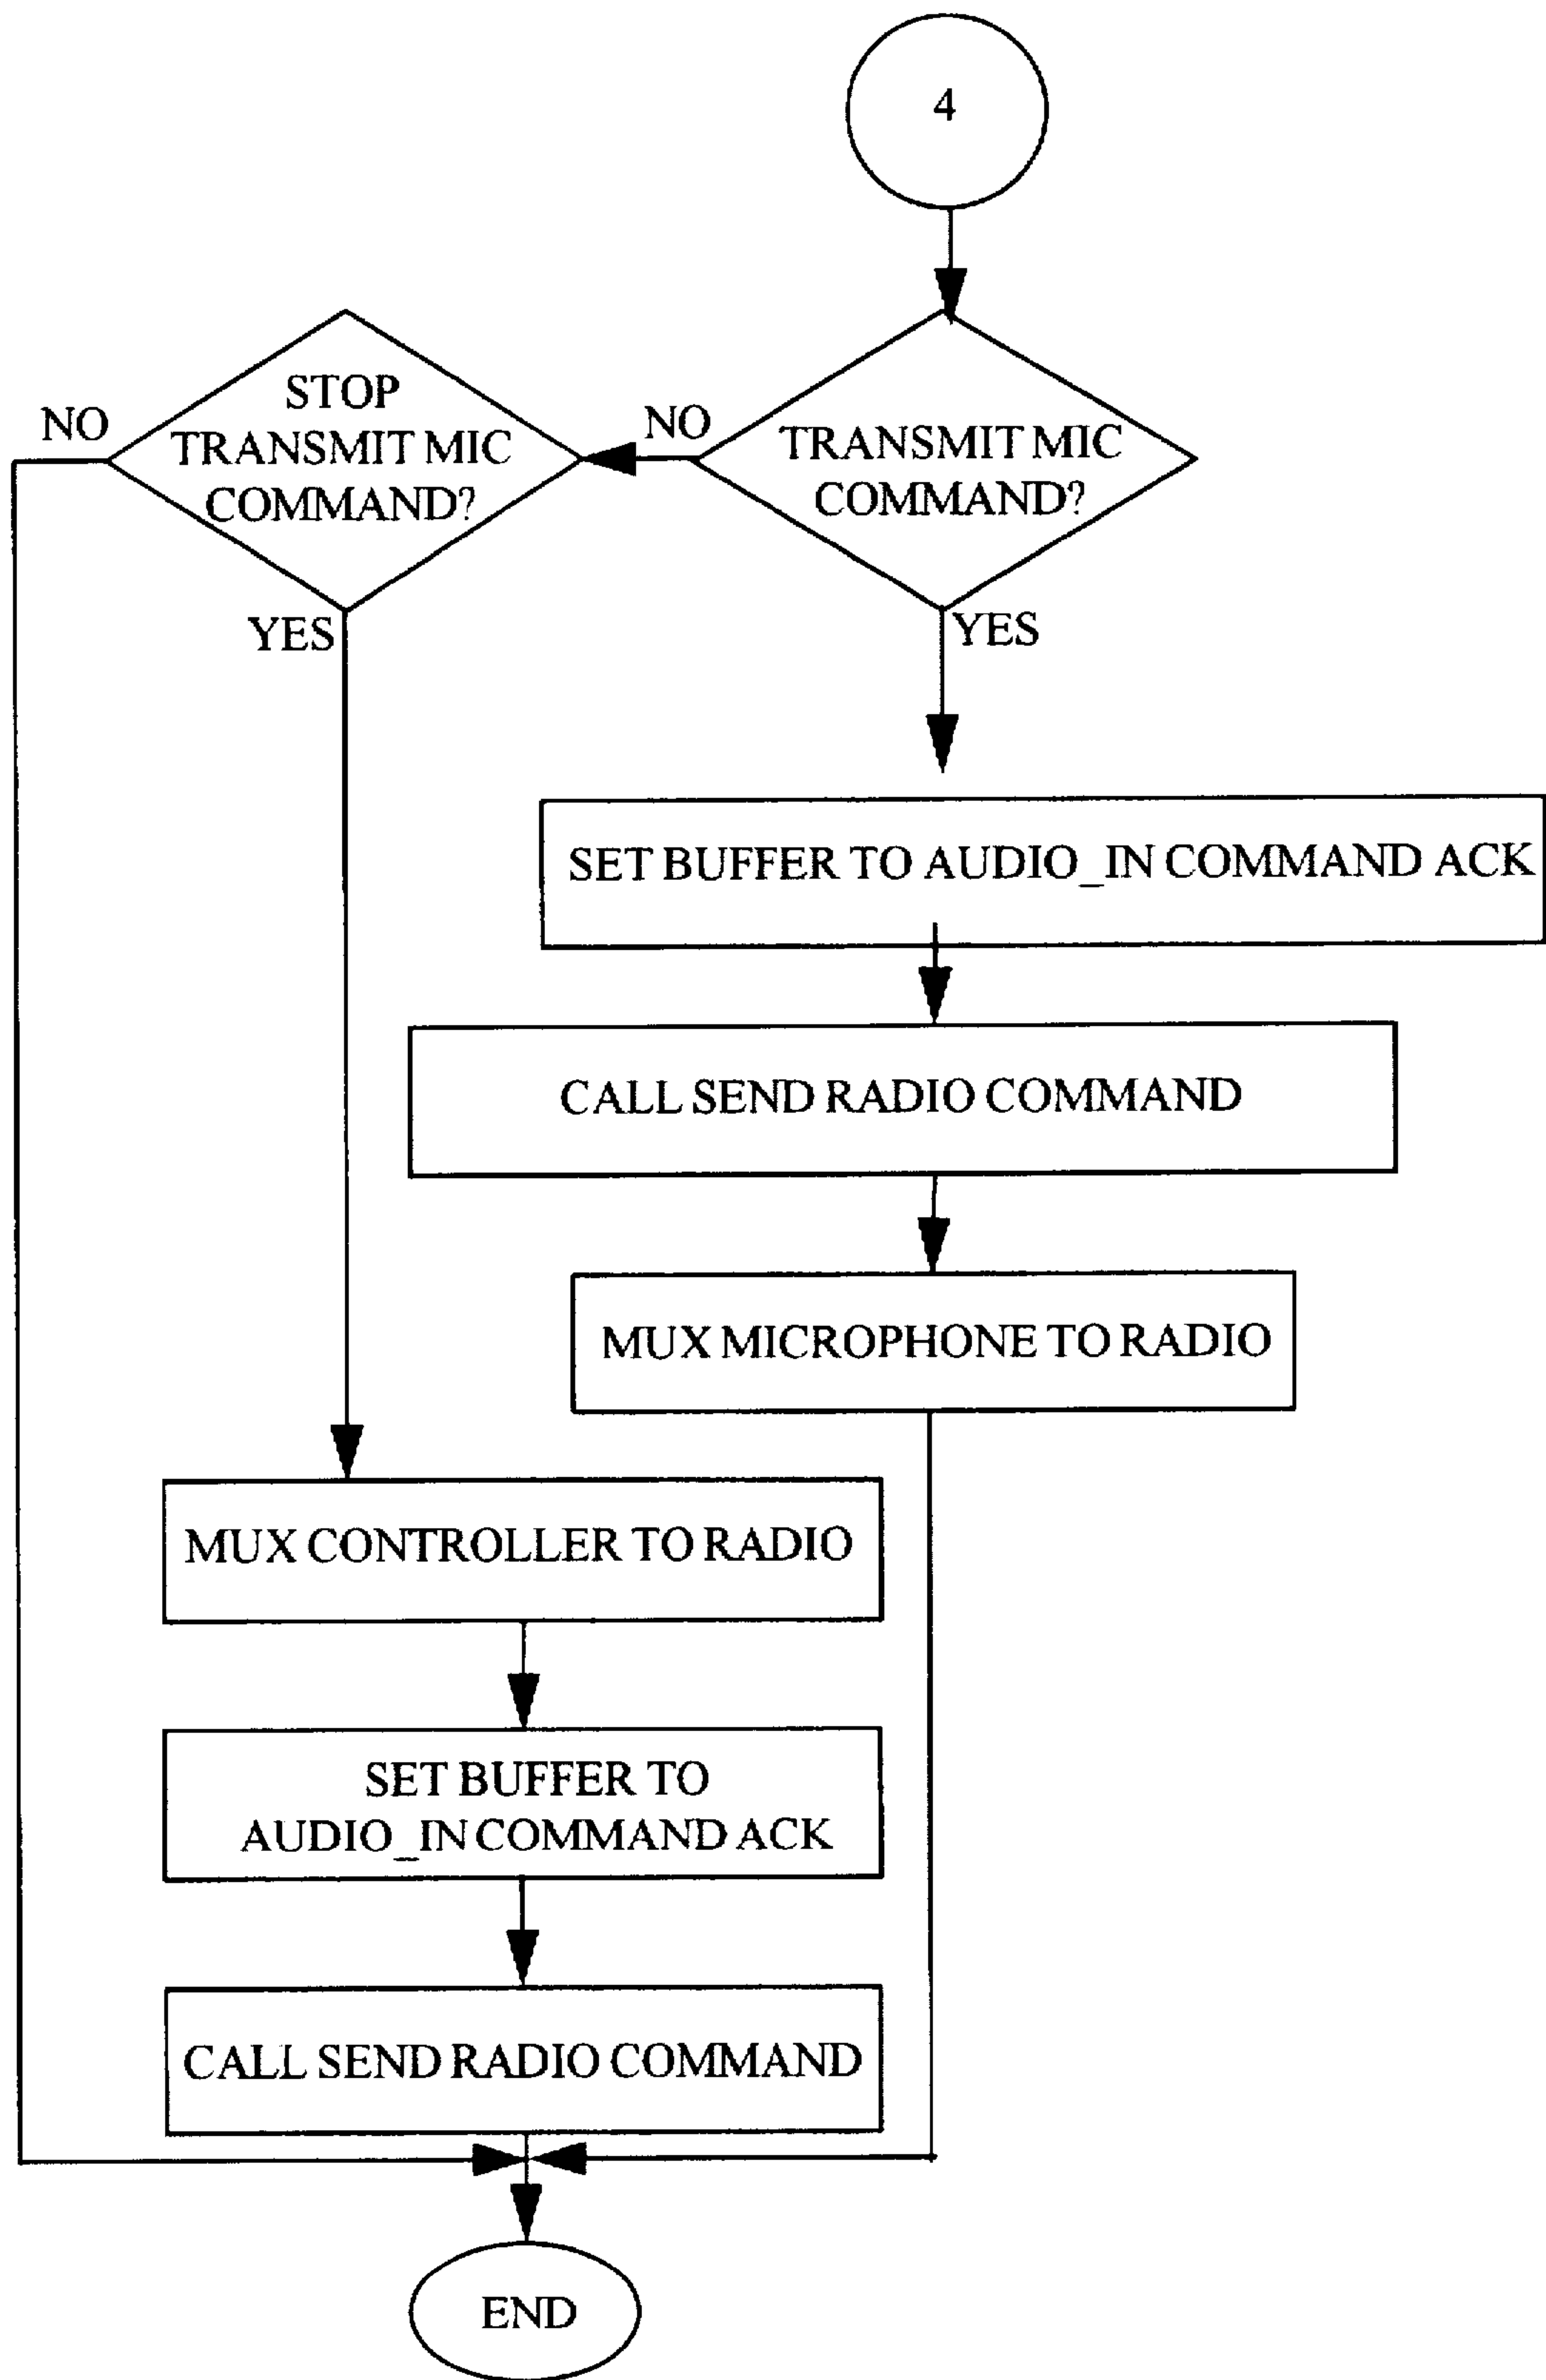 4
STOP
TRANSMIT MIC
COMMAND?
NO
NO
TRANSMIT MIC
COMMAND?
YES
YES
SET BUFFER TO AUDIO_IN COMMAND ACK
CALL SEND RADIO COMMAND
MUX MICROPHONE TO RADIO
MUX CONTROLLER TO RADIO
SET BUFFER TO
AUDIO_IN COMMAND ACK
CALL SEND RADIO COMMAND
END